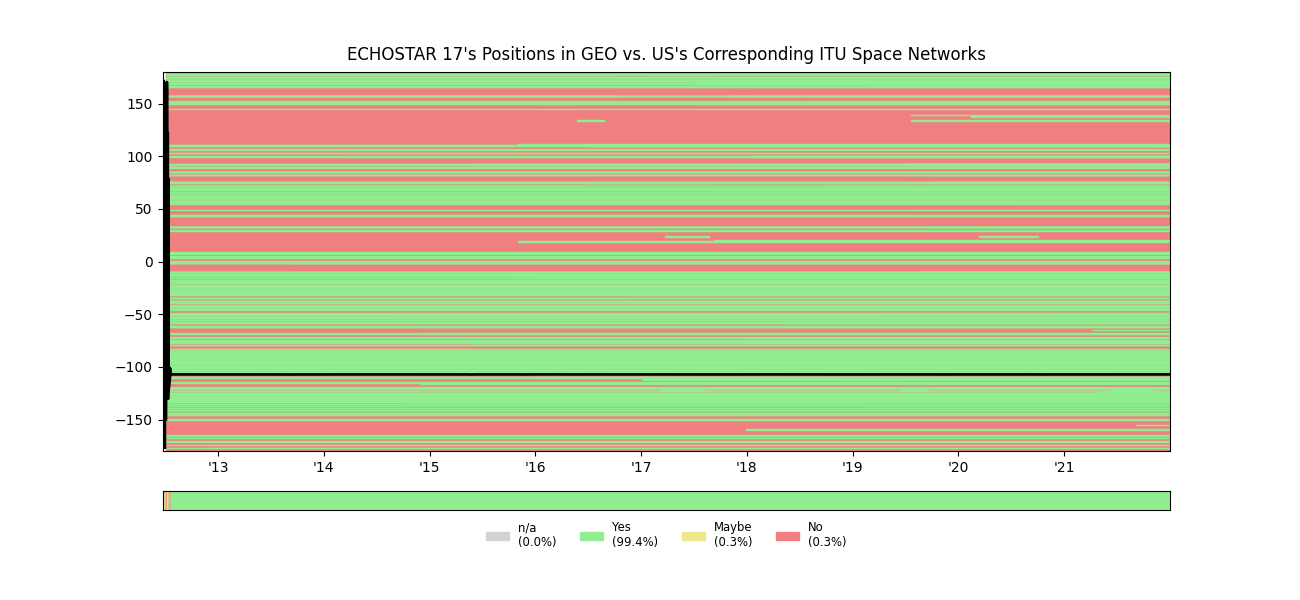 ECHOSTAR 17's Positions in GEO vs. US's Corresponding ITU Space Networks
150
100
50
0
−50
−100
−150
'13 '14 '15 '16 '17 '18 '19 '20 '21
n/a Yes Maybe No
(0.0%) (99.4%) (0.3%) (0.3%)